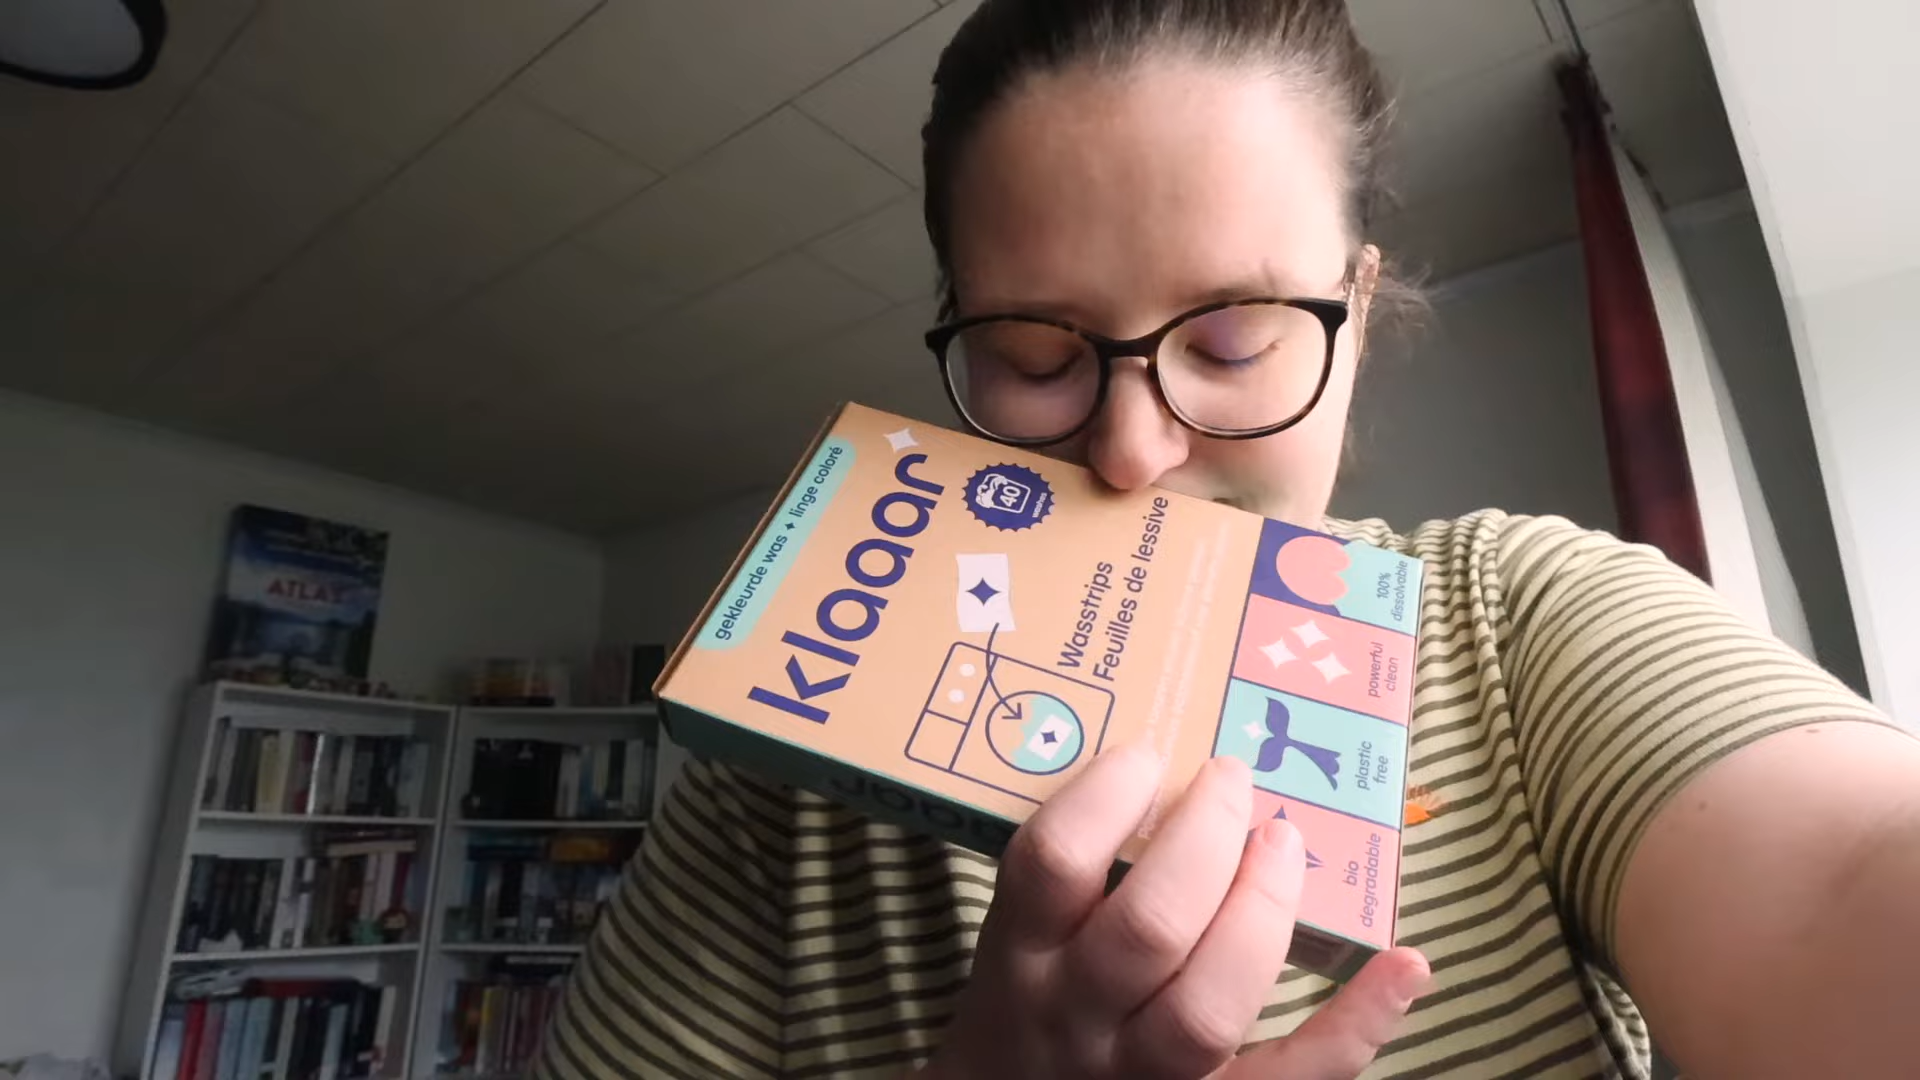 gekleurde was ✦ linge coloré
klaaar
40
washes
Wasstrips
Feuilles de lessive
100%
dissolvable
powerful
clean
plastic
free
bio
degradable
ATLAS